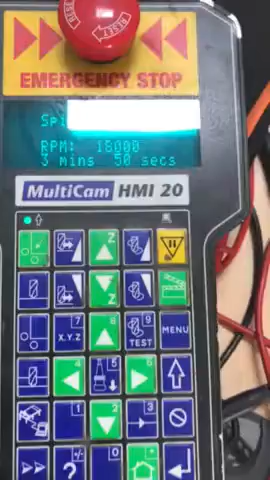 RESET
EMERGENCY STOP
RPM: 18000
3 mins 50 secs
MultiCam HMI 20
Z
Z
7
X.Y.Z
8
9
TEST
MENU
4
5
6
1
2
3
+/-
?
0